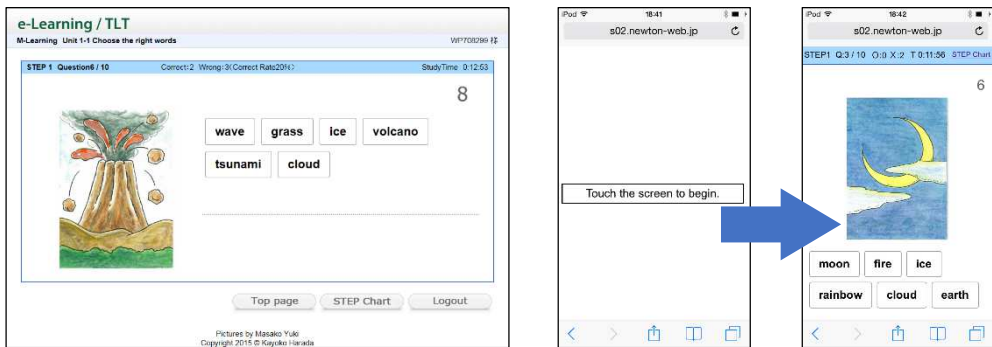 e-Learning / TLT
M-Learning Unit 1-1 Choose the right words
WP708299 様
STEP 1 Question6 / 10 Correct:2 Wrong:3(Correct Rate20%) StudyTime 0:12:53
8
wave grass ice volcano
tsunami cloud
Top page STEP Chart Logout
Pictures by Masako Yuki
Copyright 2015 © Kayoko Harada
iPod 18:41
s02.newton-web.jp
Touch the screen to begin.
iPod 18:42
s02.newton-web.jp
STEP1 Q:3 / 10 O:0 X:2 T 0:11:56 STEP Chart
6
moon fire ice
rainbow cloud earth